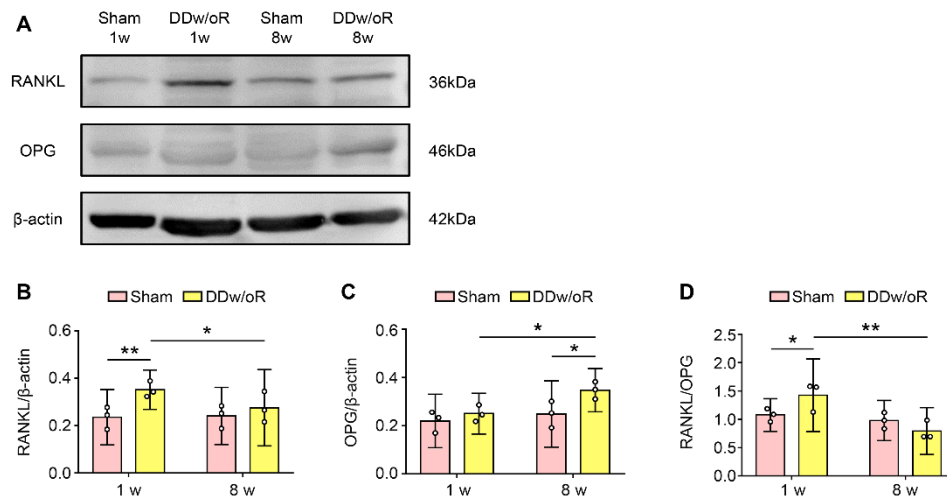 A
Sham DDw/oR Sham DDw/oR
1w 1w 8w 8w
RANKL 36kDa
OPG 46kDa
β-actin 42kDa
B Sham DDw/oR
RANKL/β-actin
0.6
0.4
0.2
0.0
** *
1 w 8 w
C Sham DDw/oR
OPG/β-actin
0.6
0.4
0.2
0.0
*
*
1 w 8 w
D Sham DDw/oR
RANKL/OPG
2.5
2.0
1.5
1.0
0.5
0.0
* **
1 w 8 w